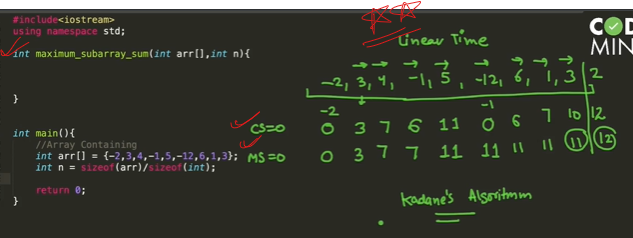 #include<iostream>
using namespace std;
int maximum_subarray_sum(int arr[],int n){
}
int main(){
//Array Containing
int arr[] = {-2,3,4,-1,5,-12,6,1,3};
int n = sizeof(arr)/sizeof(int);
return 0;
}
Linear Time
-2, 3, 4, -1, 5, -12, 6, 1, 3 | 2
-2 -1
CS=0 0 3 7 6 11 0 6 7 10 12
MS=0 0 3 7 7 11 11 11 11 11 12
Kadane's Algorithm